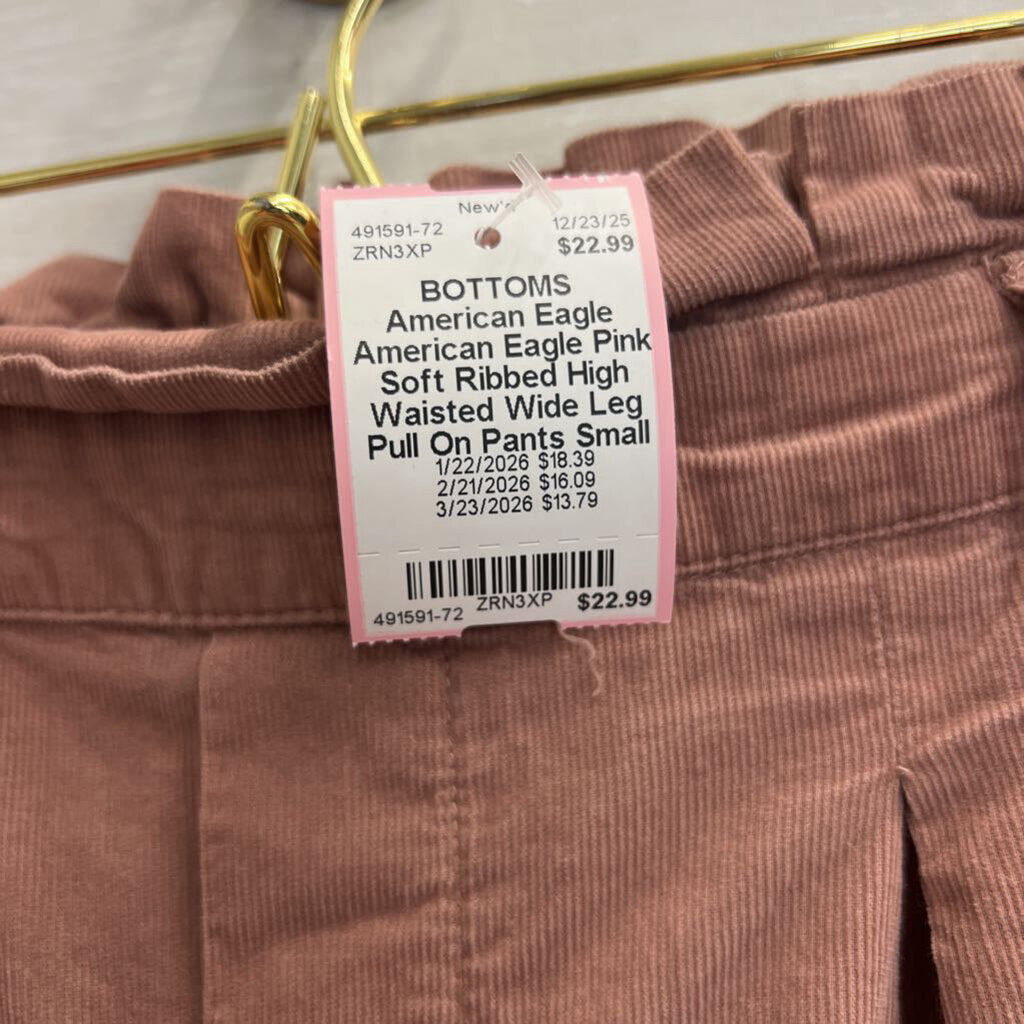 491591-72
12/23/25
ZRN3XP
$22.99
BOTTOMS
American Eagle
American Eagle Pink
Soft Ribbed High
Waisted Wide Leg
Pull On Pants Small
1/22/2026 $18.39
2/21/2026 $16.09
3/23/2026 $13.79
491591-72 ZRN3XP $22.99